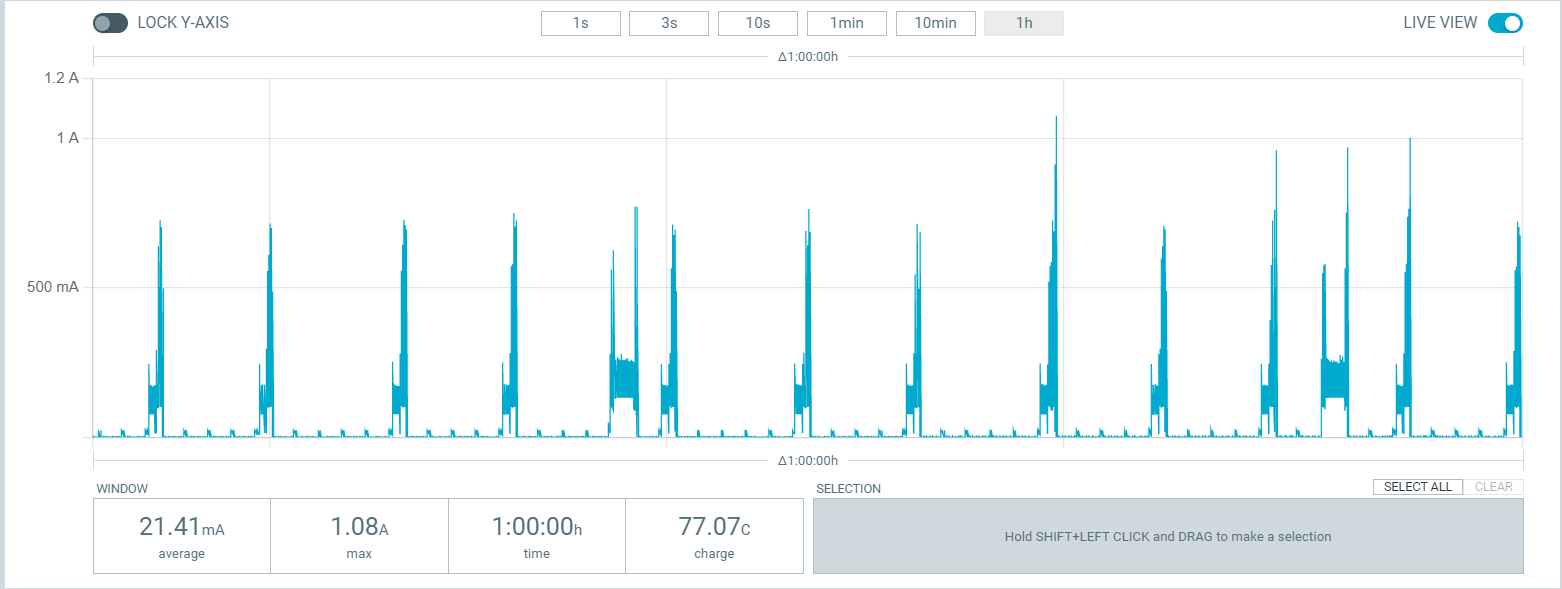 LOCK Y-AXIS 1s 3s 10s 1min 10min 1h LIVE VIEW
Δ1:00:00h
1.2 A
1 A
500 mA
Δ1:00:00h
WINDOW SELECTION SELECT ALL CLEAR
21.41mA 1.08A 1:00:00h 77.07C
average max time charge
Hold SHIFT+LEFT CLICK and DRAG to make a selection